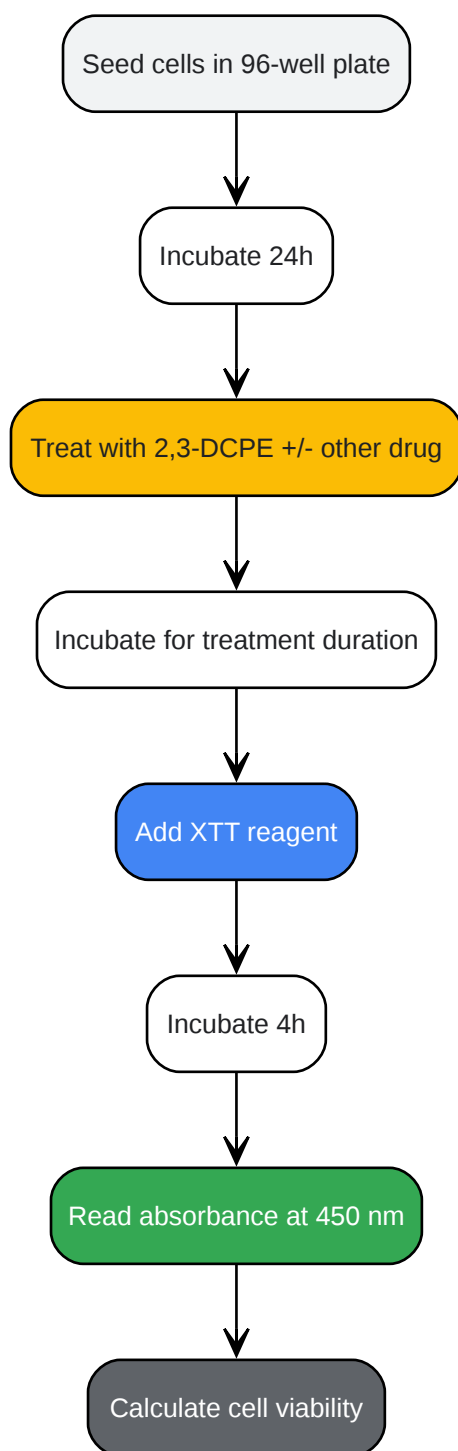 Seed cells in 96-well plate
Incubate 24h
Treat with 2,3-DCPE +/- other drug
Incubate for treatment duration
Add XTT reagent
Incubate 4h
Read absorbance at 450 nm
Calculate cell viability